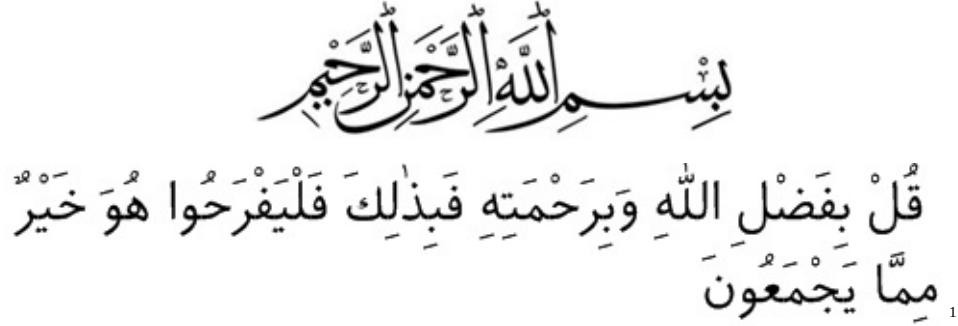 بِسْمِ اللَّهِ الرَّحْمَنِ الرَّحِيمِ
قُلْ بِفَضْلِ اللّٰهِ وَبِرَحْمَتِهِ فَبِذٰلِكَ فَلْيَفْرَحُوا هُوَ خَيْرٌ
مِمَّا يَجْمَعُونَ 1